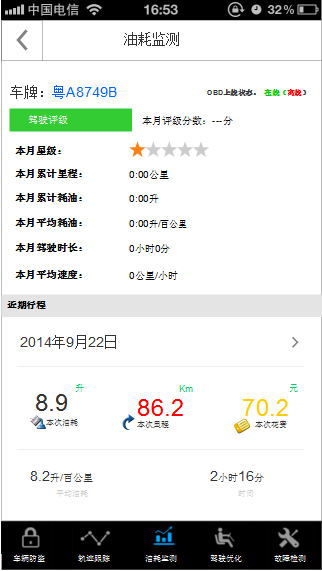 中国电信 16:53 32%
油耗监测
车牌：粤A8749B OBD上线状态： 在线（离线）
驾驶评级 本月评级分数：---分
本月星级：
本月累计里程： 0:00公里
本月累计耗油： 0:00升
本月平均耗油： 0:00升/百公里
本月驾驶时长： 0小时0分
本月平均速度： 0公里/小时
近期行程
2014年9月22日
升 Km 元
8.9 86.2 70.2
本次油耗 本次里程 本次花费
8.2升/百公里 2小时16分
平均油耗 时间
车辆防盗 轨迹跟踪 油耗监测 驾驶优化 故障检测